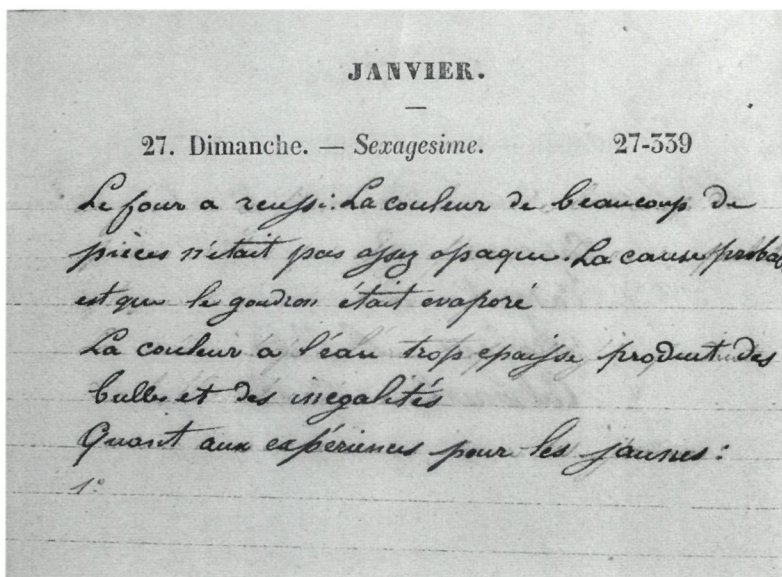 JANVIER.
27. Dimanche. — Sexagesime. 27-339
Le four a reussi. La couleur de beaucoup de
pièces n'était pas assez opaque. La cause probab
est que le goudron était evaporé
La couleur a l'éau trop epaisse produit des
bulles et des inegalités
Quant aux expériences pour les jaunes :
1°